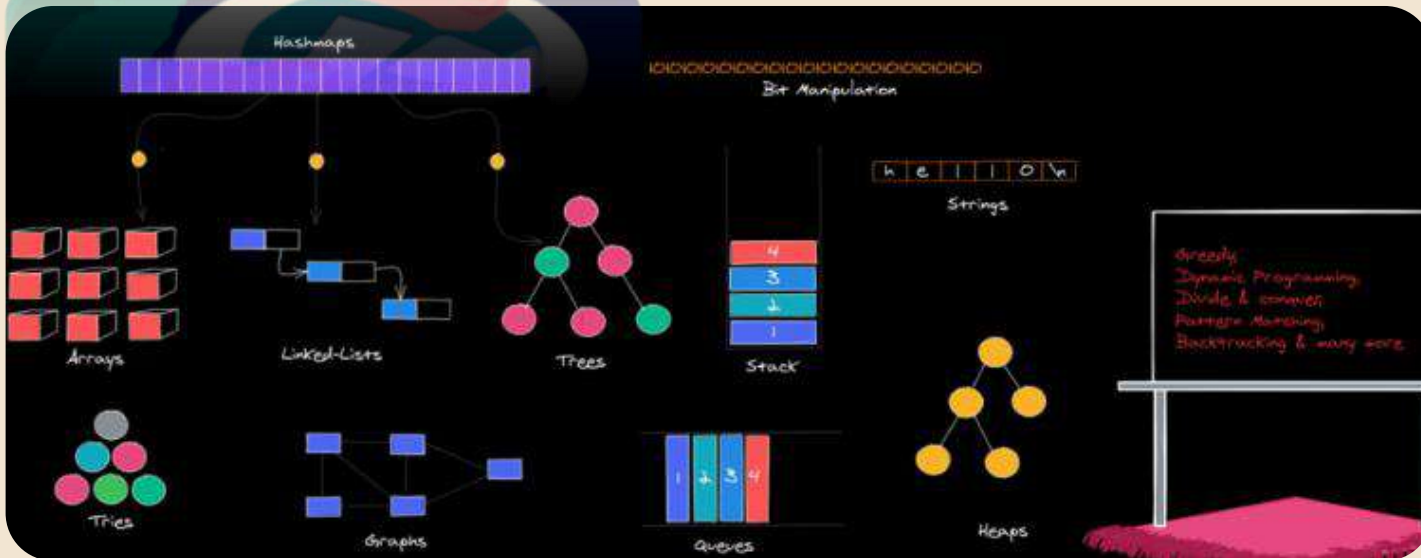 Hashmaps
1010101010101010101010101010101010
Bit Manipulation
h e l l o \n
Strings
4
3
2
1
Greedy,
Dynamic Programming,
Divide & conquer,
Pattern Matching,
Backtracking & many more
Arrays
Linked-Lists
Trees
Stack
1 2 3 4
Tries
Graphs
Queues
Heaps